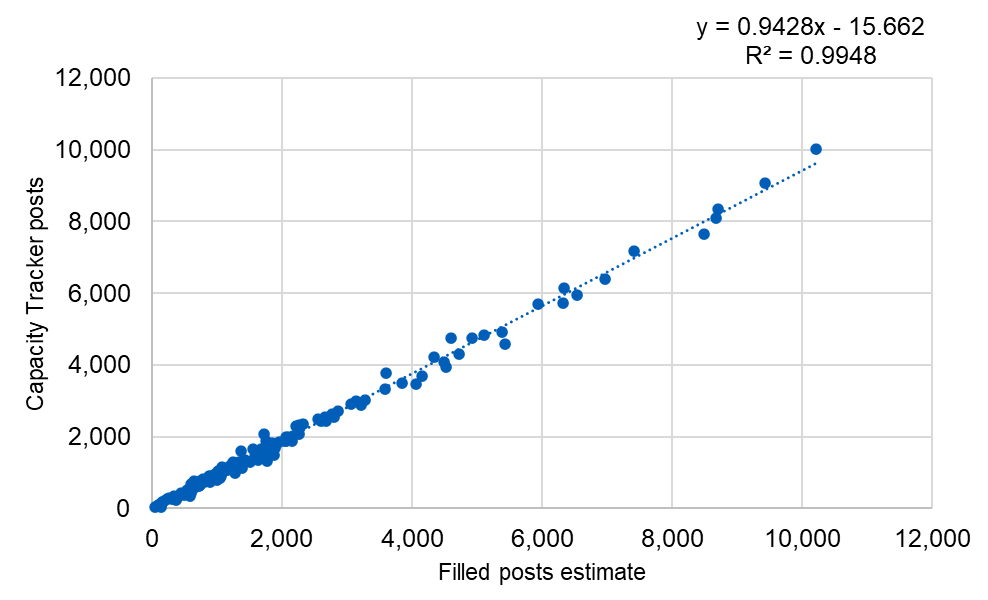 y = 0.9428x - 15.662
R² = 0.9948
12,000
10,000
8,000
6,000
4,000
2,000
0
Capacity Tracker posts
0 2,000 4,000 6,000 8,000 10,000 12,000
Filled posts estimate